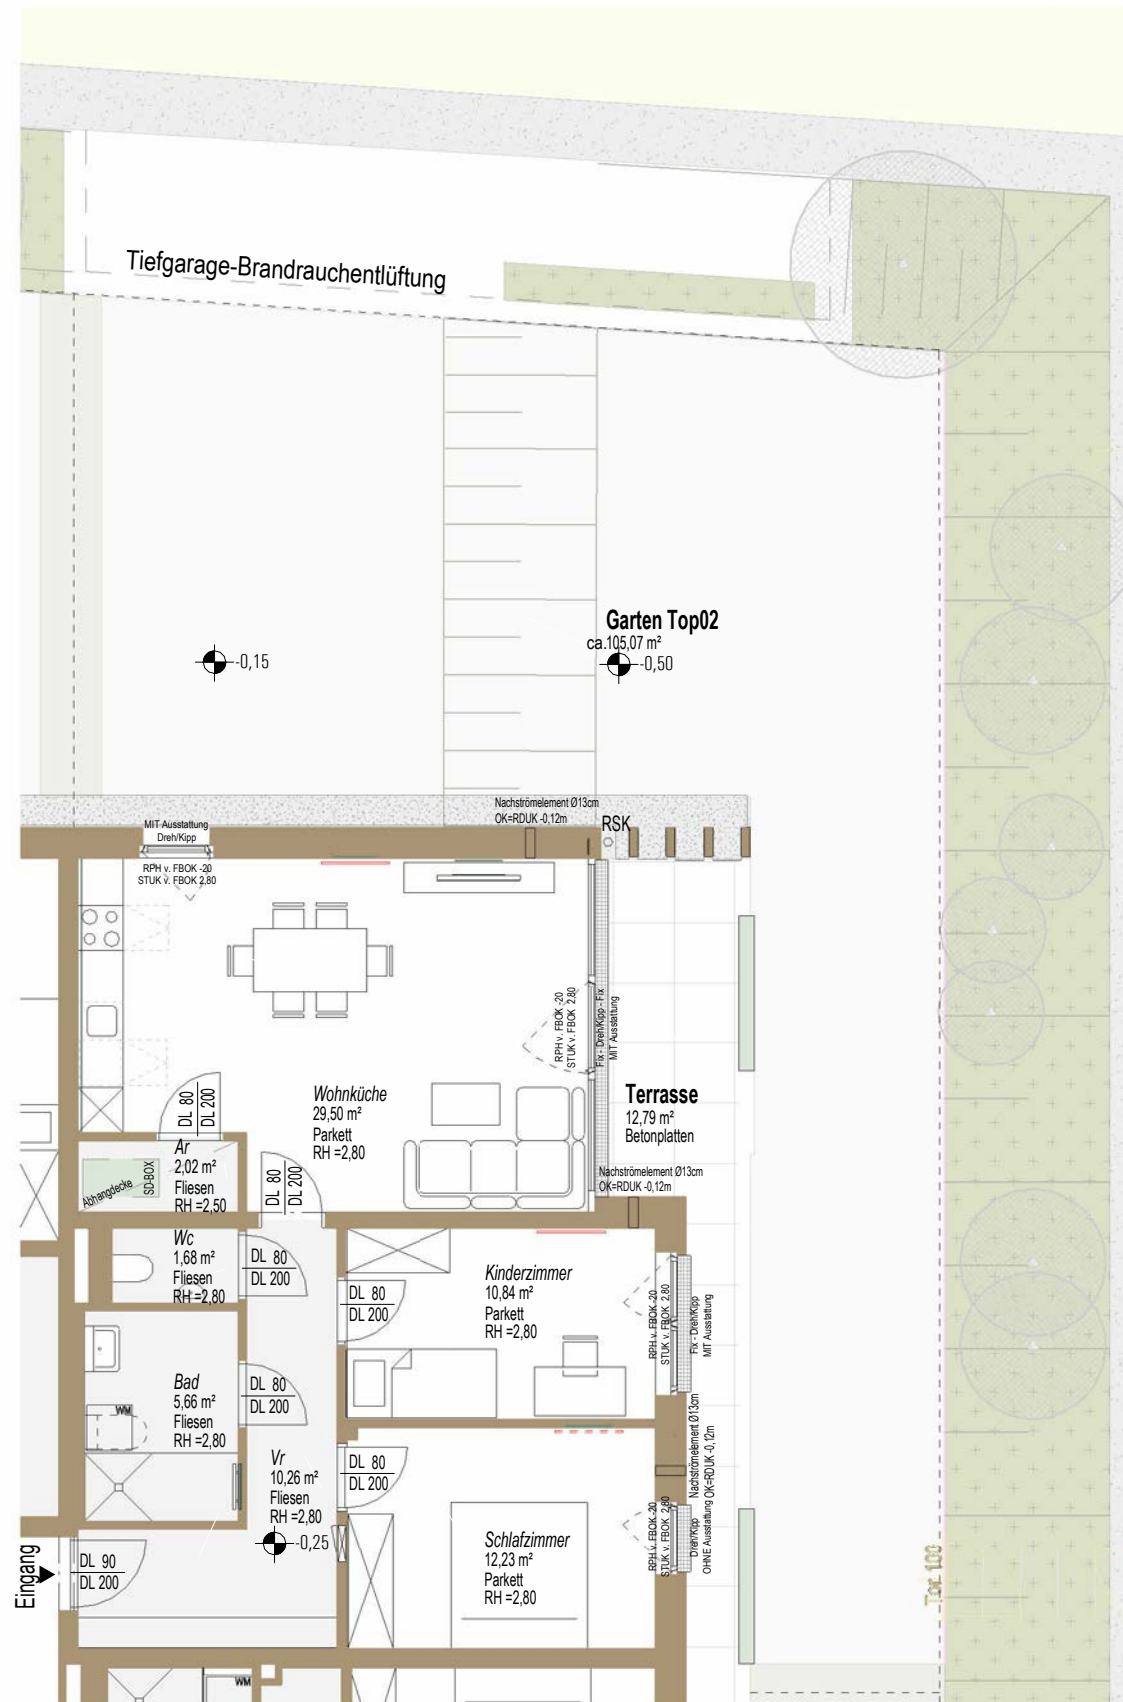 Tiefgarage-Brandrauchentlüftung
Garten Top02
ca.105,07 m²
-0,15
-0,50
Nachströmelement Ø13cm
OK=RDUK -0,12m
RSK
MIT Ausstattung
Dreh/Kipp
RPH v. FBOK -20
STUK v. FBOK 2,80
RPH v. FBOK -20
STUK v. FBOK 2,80
Fix - Dreh/Kipp - Fix
MIT Ausstattung
Wohnküche
29,50 m²
Parkett
RH =2,80
Terrasse
12,79 m²
Betonplatten
DL 80
DL 200
Ar
2,02 m²
Fliesen
RH =2,50
SD-BOX
Abhangdecke
DL 80
DL 200
Nachströmelement Ø13cm
OK=RDUK -0,12m
Wc
1,68 m²
Fliesen
RH =2,80
DL 80
DL 200
DL 80
DL 200
Kinderzimmer
10,84 m²
Parkett
RH =2,80
RPH v. FBOK -20
STUK v. FBOK 2,80
Fix - Dreh/Kipp
MIT Ausstattung
Bad
5,66 m²
Fliesen
RH =2,80
WM
DL 80
DL 200
Vr
10,26 m²
Fliesen
RH =2,80
-0,25
DL 80
DL 200
Nachströmelement Ø13cm
OK=RDUK -0,12m
Schlafzimmer
12,23 m²
Parkett
RH =2,80
RPH v. FBOK -20
STUK v. FBOK 2,80
Dreh/Kipp
OHNE Ausstattung
Eingang
DL 90
DL 200
Tor 100
WM